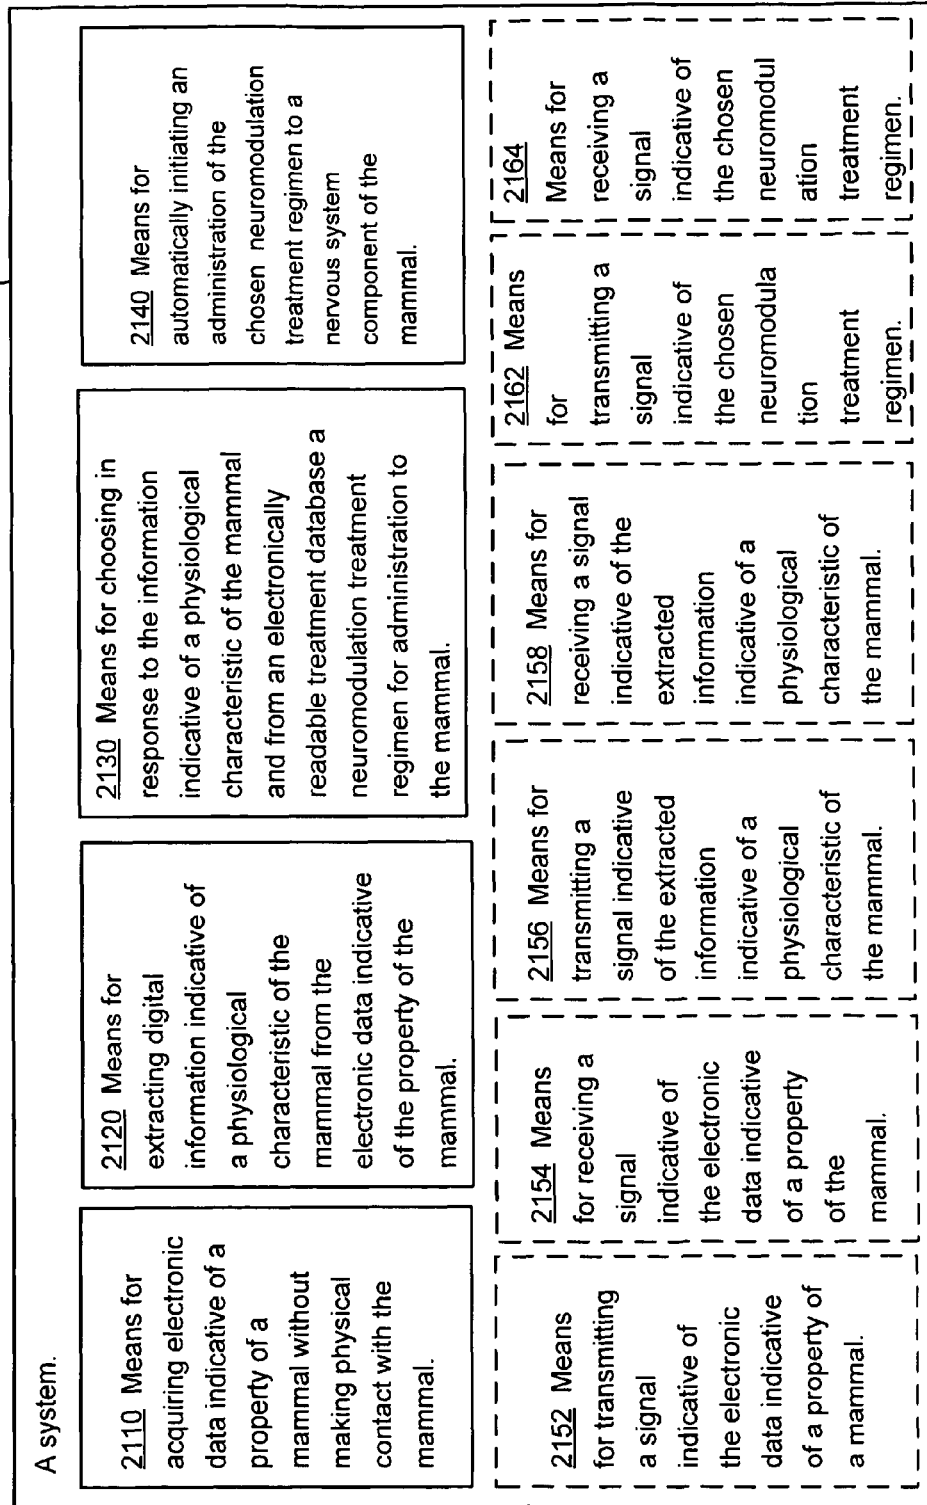 A system.
2110 Means for
acquiring electronic
data indicative of a
property of a
mammal without
making physical
contact with the
mammal.
2120 Means for
extracting digital
information indicative of
a physiological
characteristic of the
mammal from the
electronic data indicative
of the property of the
mammal.
2130 Means for choosing in
response to the information
indicative of a physiological
characteristic of the mammal
and from an electronically
readable treatment database a
neuromodulation treatment
regimen for administration to
the mammal.
2140 Means for
automatically initiating an
administration of the
chosen neuromodulation
treatment regimen to a
nervous system
component of the
mammal.
2152 Means
for transmitting
a signal
indicative of
the electronic
data indicative
of a property of
a mammal.
2154 Means
for receiving a
signal
indicative of
the electronic
data indicative
of a property
of the
mammal.
2156 Means for
transmitting a
signal indicative
of the extracted
information
indicative of a
physiological
characteristic of
the mammal.
2158 Means for
receiving a signal
indicative of the
extracted
information
indicative of a
physiological
characteristic of
the mammal.
2162 Means
for
transmitting a
signal
indicative of
the chosen
neuromodula
tion
treatment
regimen.
2164
Means for
receiving a
signal
indicative of
the chosen
neuromodul
ation
treatment
regimen.